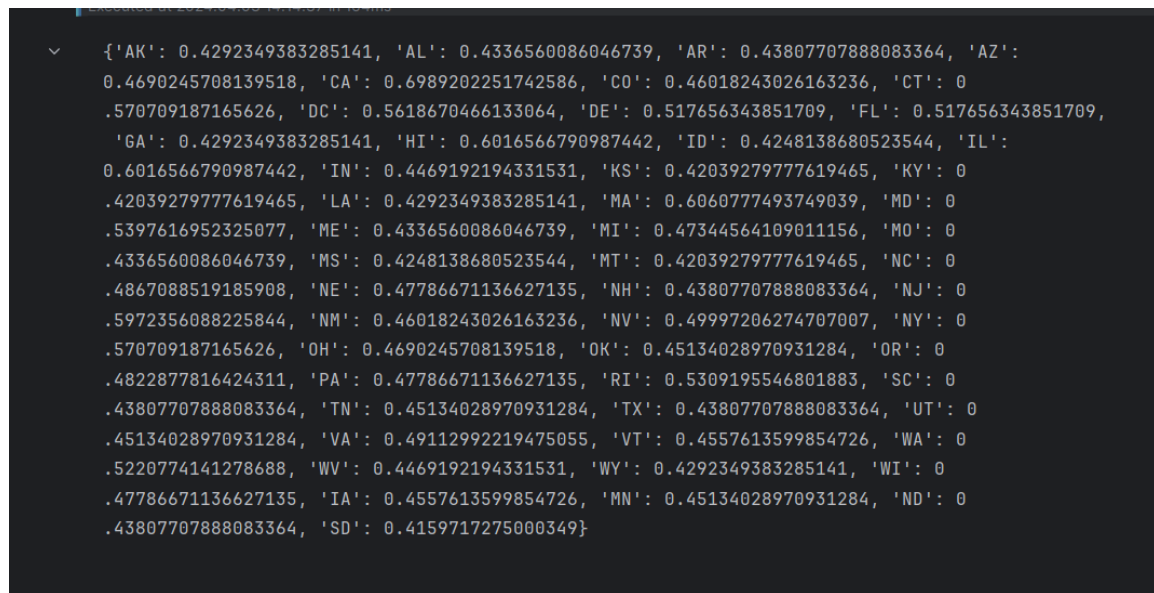 {'AK': 0.4292349383285141, 'AL': 0.4336560086046739, 'AR': 0.43807707888083364, 'AZ':
0.4690245708139518, 'CA': 0.6989202251742586, 'CO': 0.46018243026163236, 'CT': 0
.570709187165626, 'DC': 0.5618670466133064, 'DE': 0.517656343851709, 'FL': 0.517656343851709,
'GA': 0.4292349383285141, 'HI': 0.6016566790987442, 'ID': 0.4248138680523544, 'IL':
0.6016566790987442, 'IN': 0.4469192194331531, 'KS': 0.42039279777619465, 'KY': 0
.42039279777619465, 'LA': 0.4292349383285141, 'MA': 0.6060777493749039, 'MD': 0
.5397616952325077, 'ME': 0.4336560086046739, 'MI': 0.47344564109011156, 'MO': 0
.4336560086046739, 'MS': 0.4248138680523544, 'MT': 0.42039279777619465, 'NC': 0
.4867088519185908, 'NE': 0.47786671136627135, 'NH': 0.43807707888083364, 'NJ': 0
.5972356088225844, 'NM': 0.46018243026163236, 'NV': 0.49997206274707007, 'NY': 0
.570709187165626, 'OH': 0.4690245708139518, 'OK': 0.45134028970931284, 'OR': 0
.4822877816424311, 'PA': 0.47786671136627135, 'RI': 0.5309195546801883, 'SC': 0
.43807707888083364, 'TN': 0.45134028970931284, 'TX': 0.43807707888083364, 'UT': 0
.45134028970931284, 'VA': 0.49112992219475055, 'VT': 0.4557613599854726, 'WA': 0
.5220774141278688, 'WV': 0.4469192194331531, 'WY': 0.4292349383285141, 'WI': 0
.47786671136627135, 'IA': 0.4557613599854726, 'MN': 0.45134028970931284, 'ND': 0
.43807707888083364, 'SD': 0.4159717275000349}